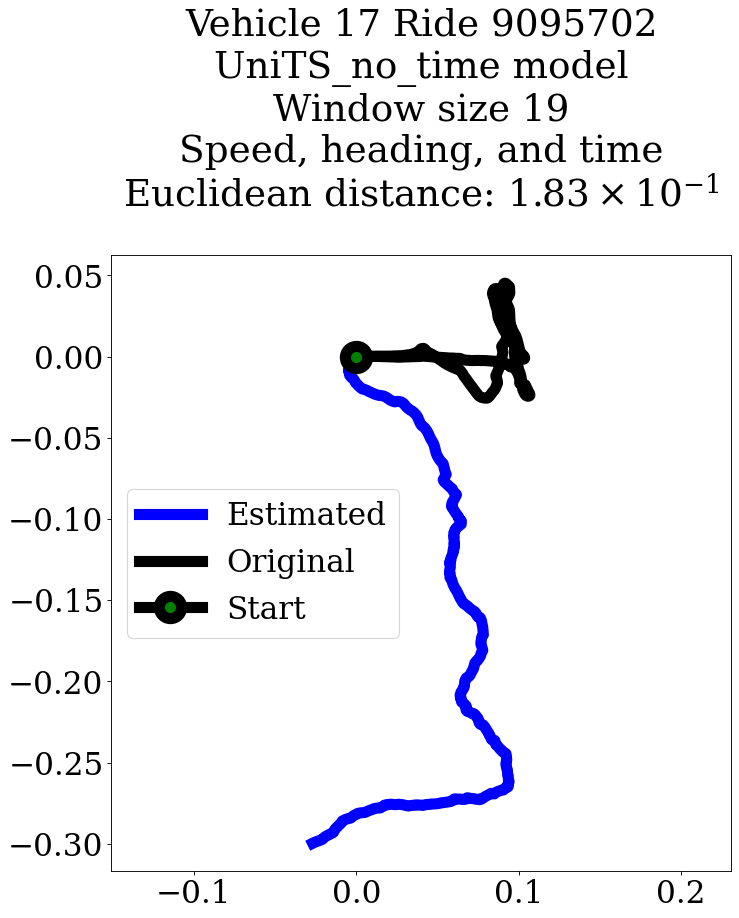 Vehicle 17 Ride 9095702
UniTS_no_time model
Window size 19
Speed, heading, and time
Euclidean distance: 1.83 × 10⁻¹
0.05
0.00
−0.05
−0.10
−0.15
−0.20
−0.25
−0.30
Estimated
Original
Start
−0.1
0.0
0.1
0.2